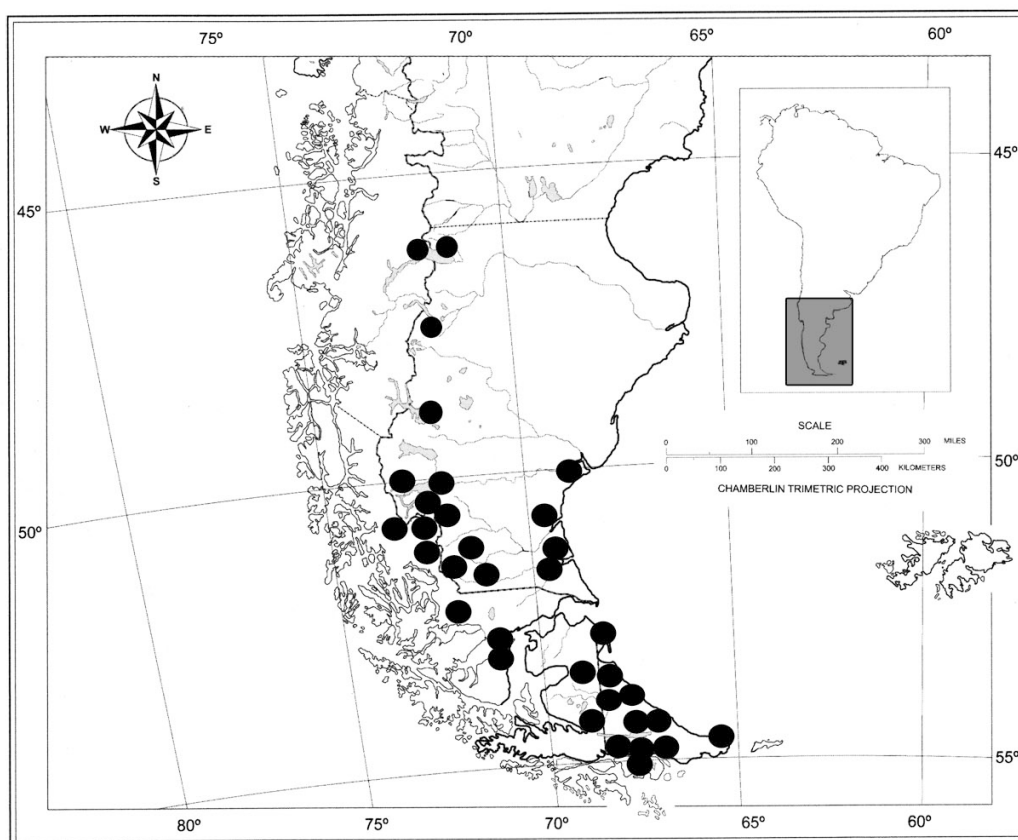 75º 70º 65º 60º
N
W E
S
45º
45º
SCALE
0 100 200 300 MILES
0 100 200 300 400 KILOMETERS
50º
CHAMBERLIN TRIMETRIC PROJECTION
50º
55º
80º 75º 70º 65º 60º